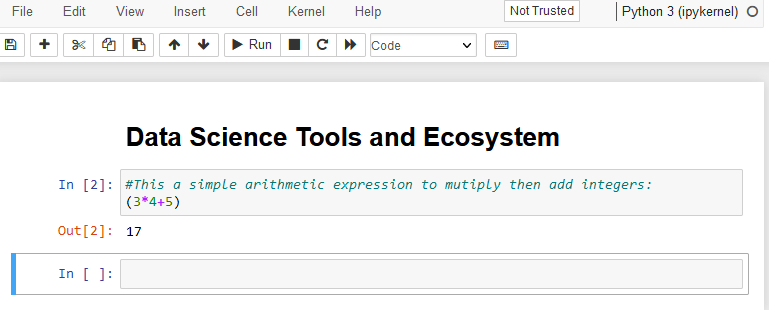 File Edit View Insert Cell Kernel Help Not Trusted Python 3 (ipykernel)
Run Code
Data Science Tools and Ecosystem
In [2]: #This a simple arithmetic expression to mutiply then add integers:
(3*4+5)
Out[2]: 17
In [ ]: